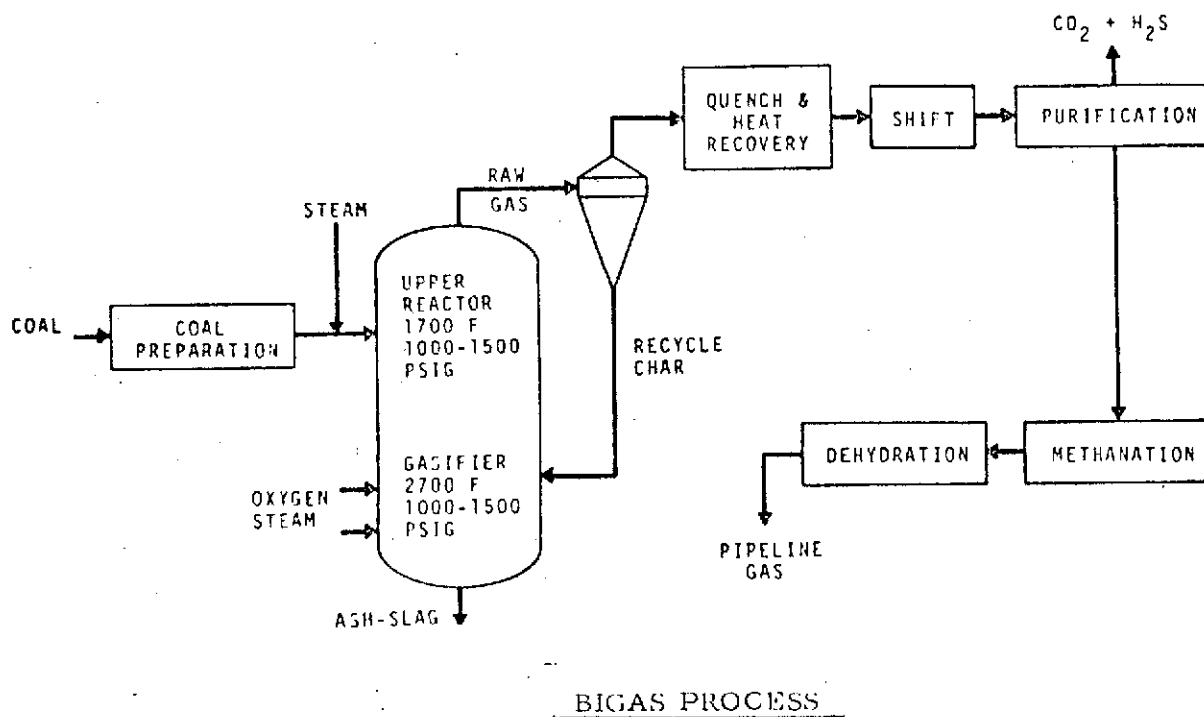 CO2 + H2S
QUENCH &
HEAT
RECOVERY
SHIFT
PURIFICATION
RAW
GAS
STEAM
UPPER
REACTOR
1700 F
1000-1500
PSIG
COAL
COAL
PREPARATION
RECYCLE
CHAR
GASIFIER
2700 F
1000-1500
PSIG
OXYGEN
STEAM
DEHYDRATION
METHANATION
PIPELINE
GAS
ASH-SLAG
BIGAS PROCESS